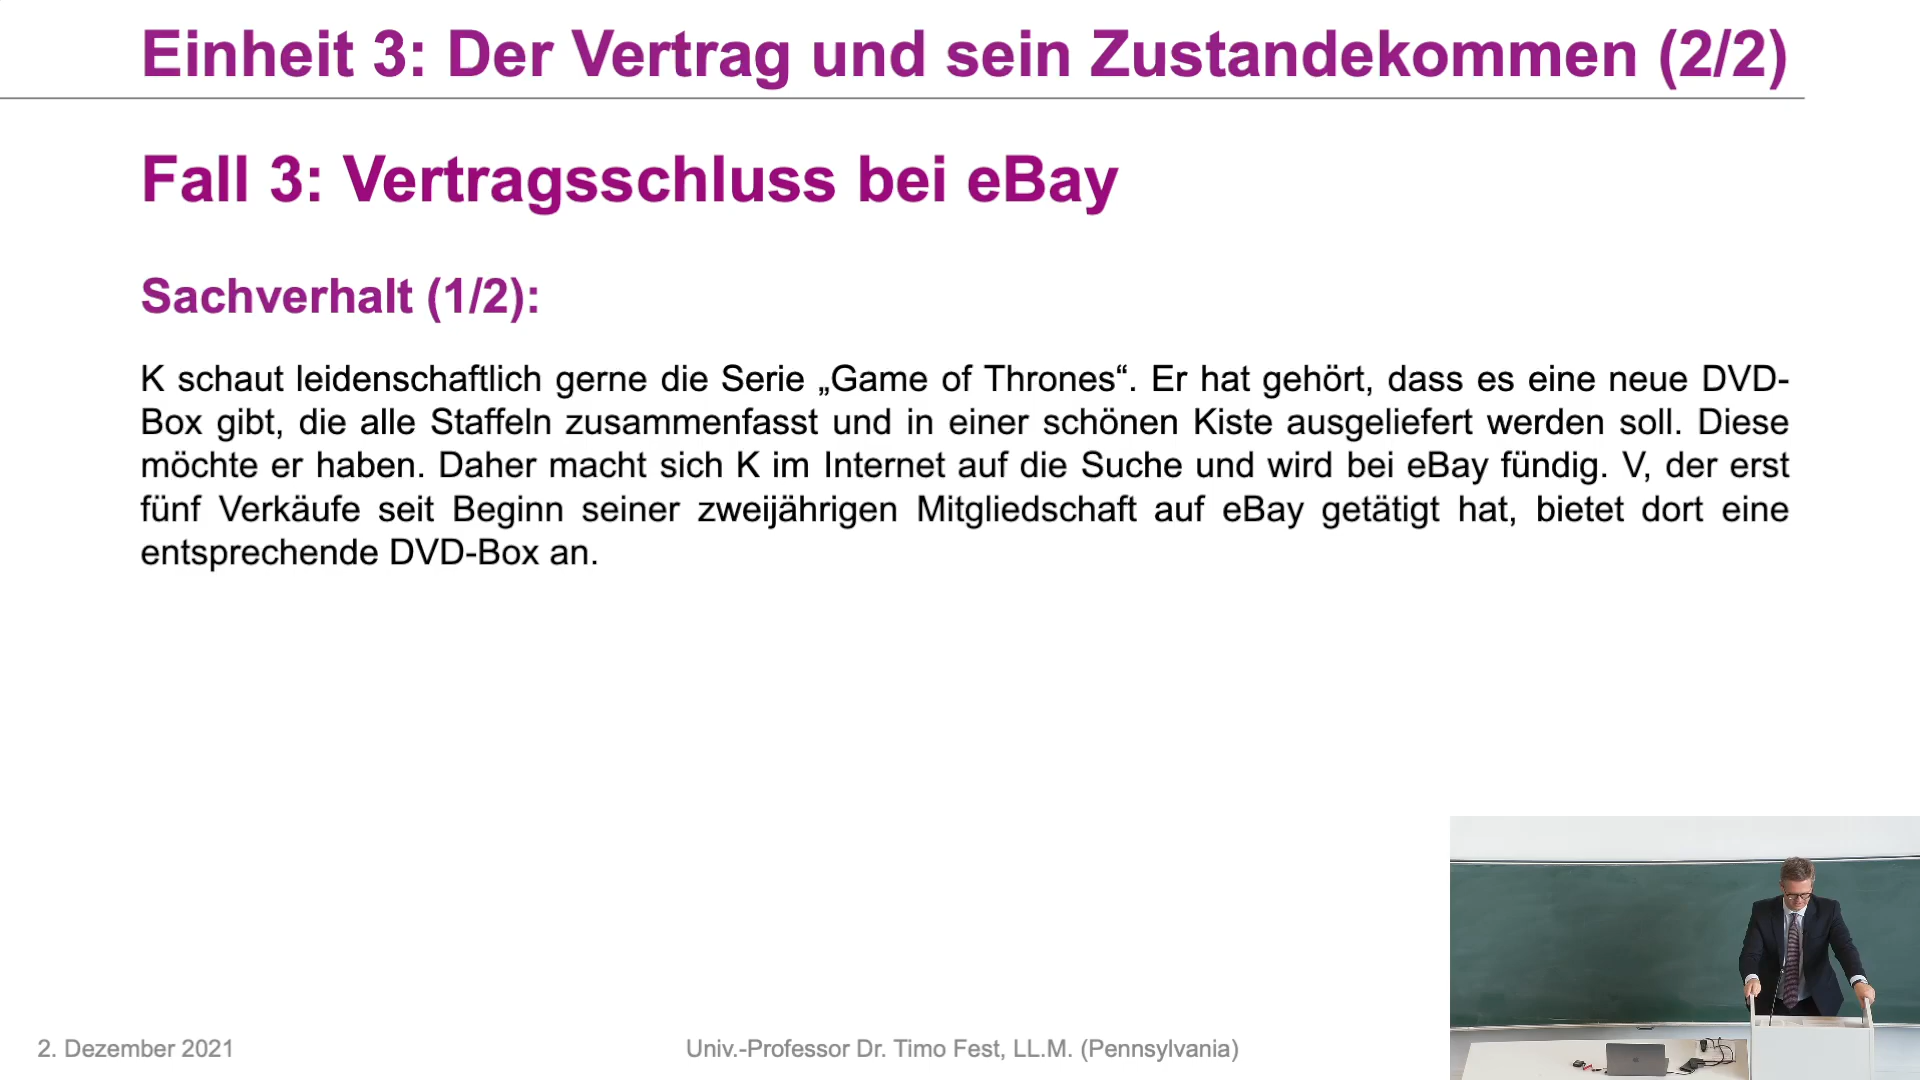 Einheit 3: Der Vertrag und sein Zustandekommen (2/2)
Fall 3: Vertragsschluss bei eBay
Sachverhalt (1/2):
K schaut leidenschaftlich gerne die Serie „Game of Thrones“. Er hat gehört, dass es eine neue DVD-
Box gibt, die alle Staffeln zusammenfasst und in einer schönen Kiste ausgeliefert werden soll. Diese
möchte er haben. Daher macht sich K im Internet auf die Suche und wird bei eBay fündig. V, der erst
fünf Verkäufe seit Beginn seiner zweijährigen Mitgliedschaft auf eBay getätigt hat, bietet dort eine
entsprechende DVD-Box an.
2. Dezember 2021
Univ.-Professor Dr. Timo Fest, LL.M. (Pennsylvania)